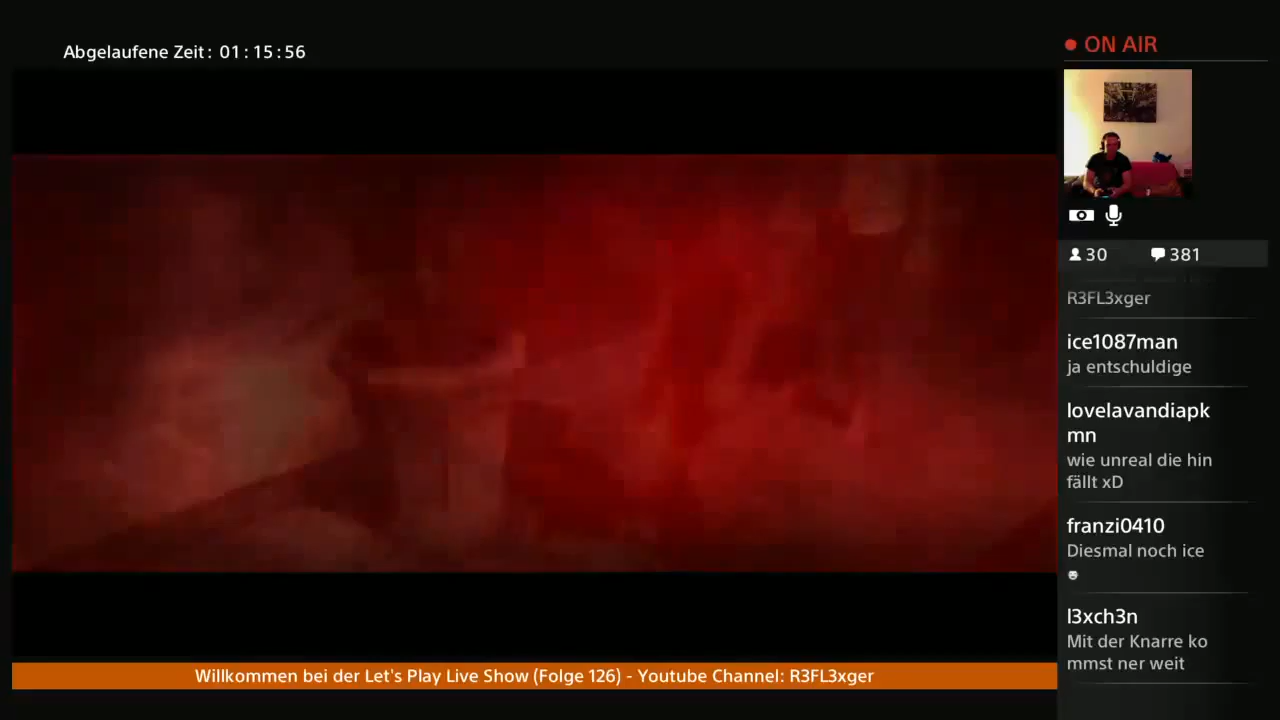 Abgelaufene Zeit: 01:15:56
ON AIR
30
381
R3FL3xger
ice1087man
ja entschuldige
lovelavandiapk
mn
wie unreal die hin
fällt xD
franzi0410
Diesmal noch ice
l3xch3n
Mit der Knarre ko
mmst ner weit
Willkommen bei der Let's Play Live Show (Folge 126) - Youtube Channel: R3FL3xger